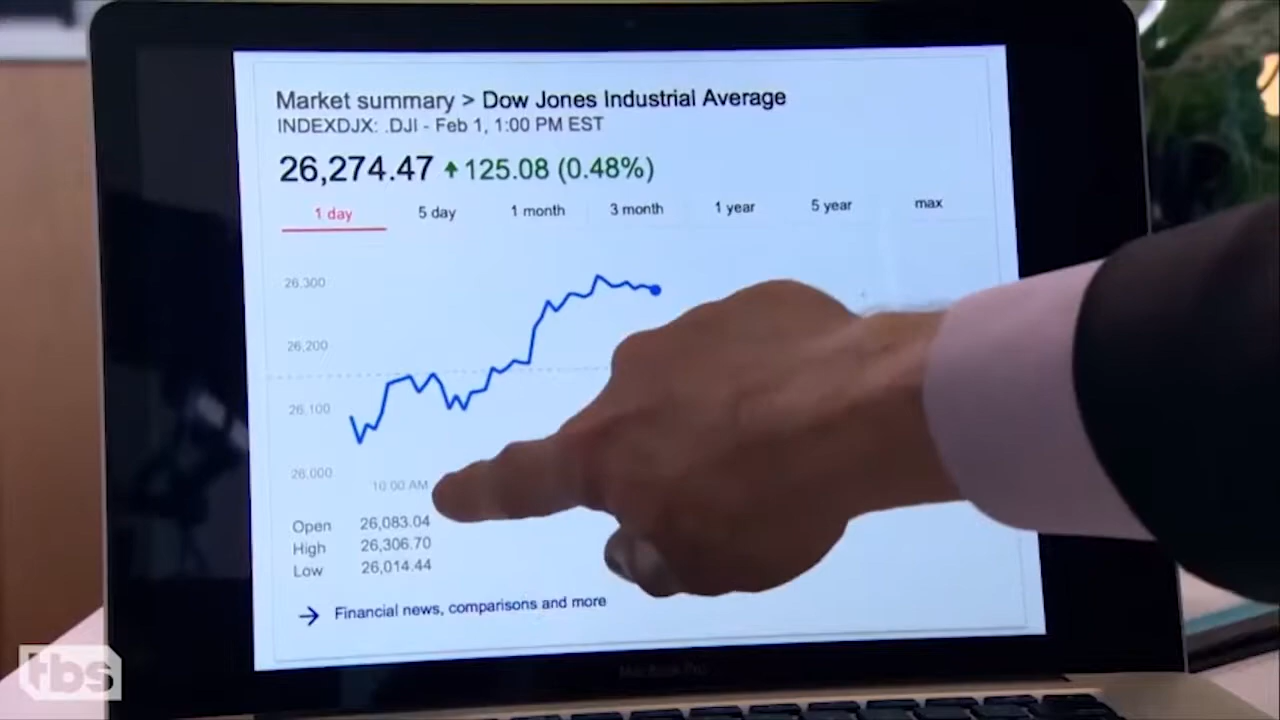 Market summary > Dow Jones Industrial Average
INDEXDJX: .DJI - Feb 1, 1:00 PM EST
26,274.47 ↑ 125.08 (0.48%)
1 day 5 day 1 month 3 month 1 year 5 year max
26,300
26,200
26,100
26,000
10:00 AM
Open 26,083.04
High 26,306.70
Low 26,014.44
→ Financial news, comparisons and more
MacBook Pro
tbs